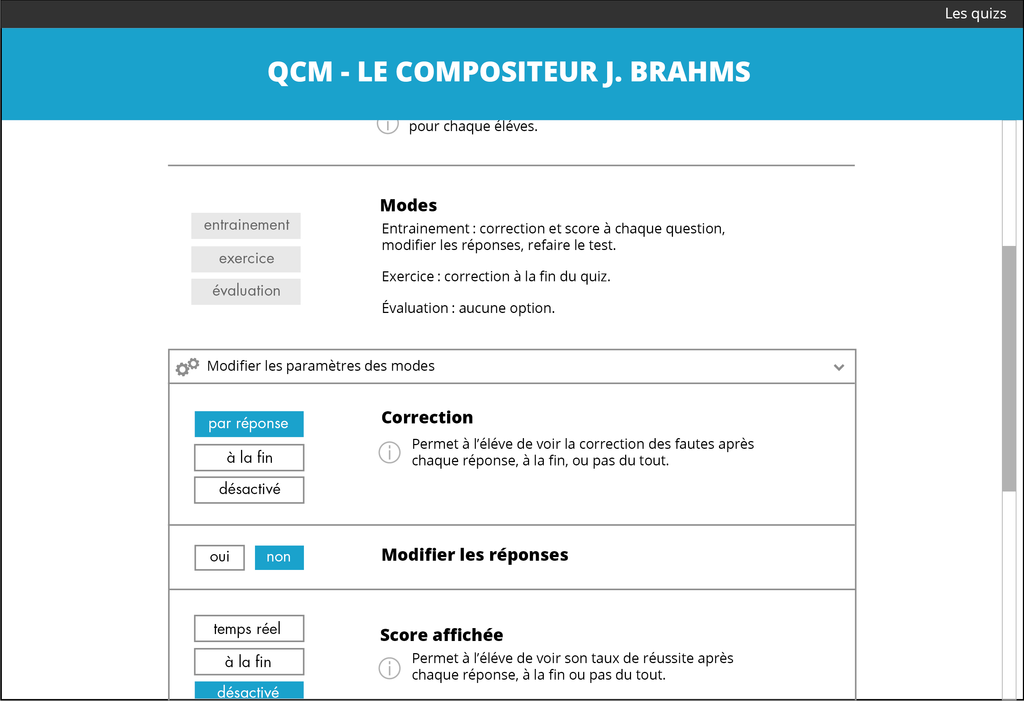 Les quizs
QCM - LE COMPOSITEUR J. BRAHMS
pour chaque éléves.
entrainement
exercice
évaluation
Modes
Entrainement : correction et score à chaque question,
modifier les réponses, refaire le test.
Exercice : correction à la fin du quiz.
Évaluation : aucune option.
Modifier les paramètres des modes
par réponse
à la fin
désactivé
Correction
Permet à l'éléve de voir la correction des fautes après
chaque réponse, à la fin, ou pas du tout.
oui
non
Modifier les réponses
temps réel
à la fin
désactivé
Score affichée
Permet à l'éléve de voir son taux de réussite après
chaque réponse, à la fin ou pas du tout.